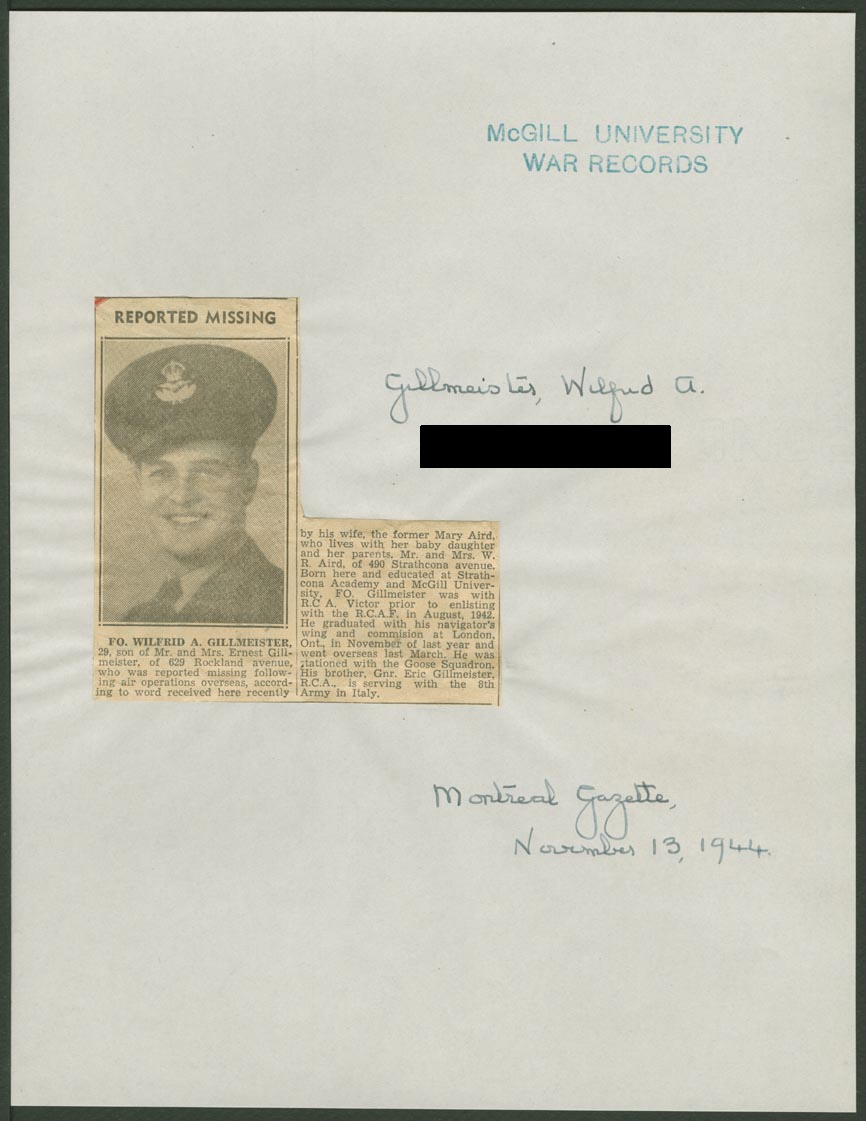 McGILL UNIVERSITY
WAR RECORDS
REPORTED MISSING
Gillmeister, Wilfrid A.
FO. WILFRID A. GILLMEISTER,
29, son of Mr. and Mrs. Ernest Gill-
meister, of 629 Rockland avenue,
who was reported missing follow-
ing air operations overseas, accord-
ing to word received here recently
by his wife, the former Mary Aird,
who lives with her baby daughter
and her parents, Mr. and Mrs. W.
R. Aird, of 490 Strathcona avenue.
Born here and educated at Strath-
cona Academy and McGill Univer-
sity, FO. Gillmeister was with
R.C A. Victor prior to enlisting
with the R.C.A.F. in August, 1942.
He graduated with his navigator's
wing and commision at London,
Ont., in November of last year and
went overseas last March. He was
stationed with the Goose Squadron.
His brother, Gnr. Eric Gillmeister,
R.C.A., is serving with the 8th
Army in Italy.
Montreal Gazette,
November 13, 1944.